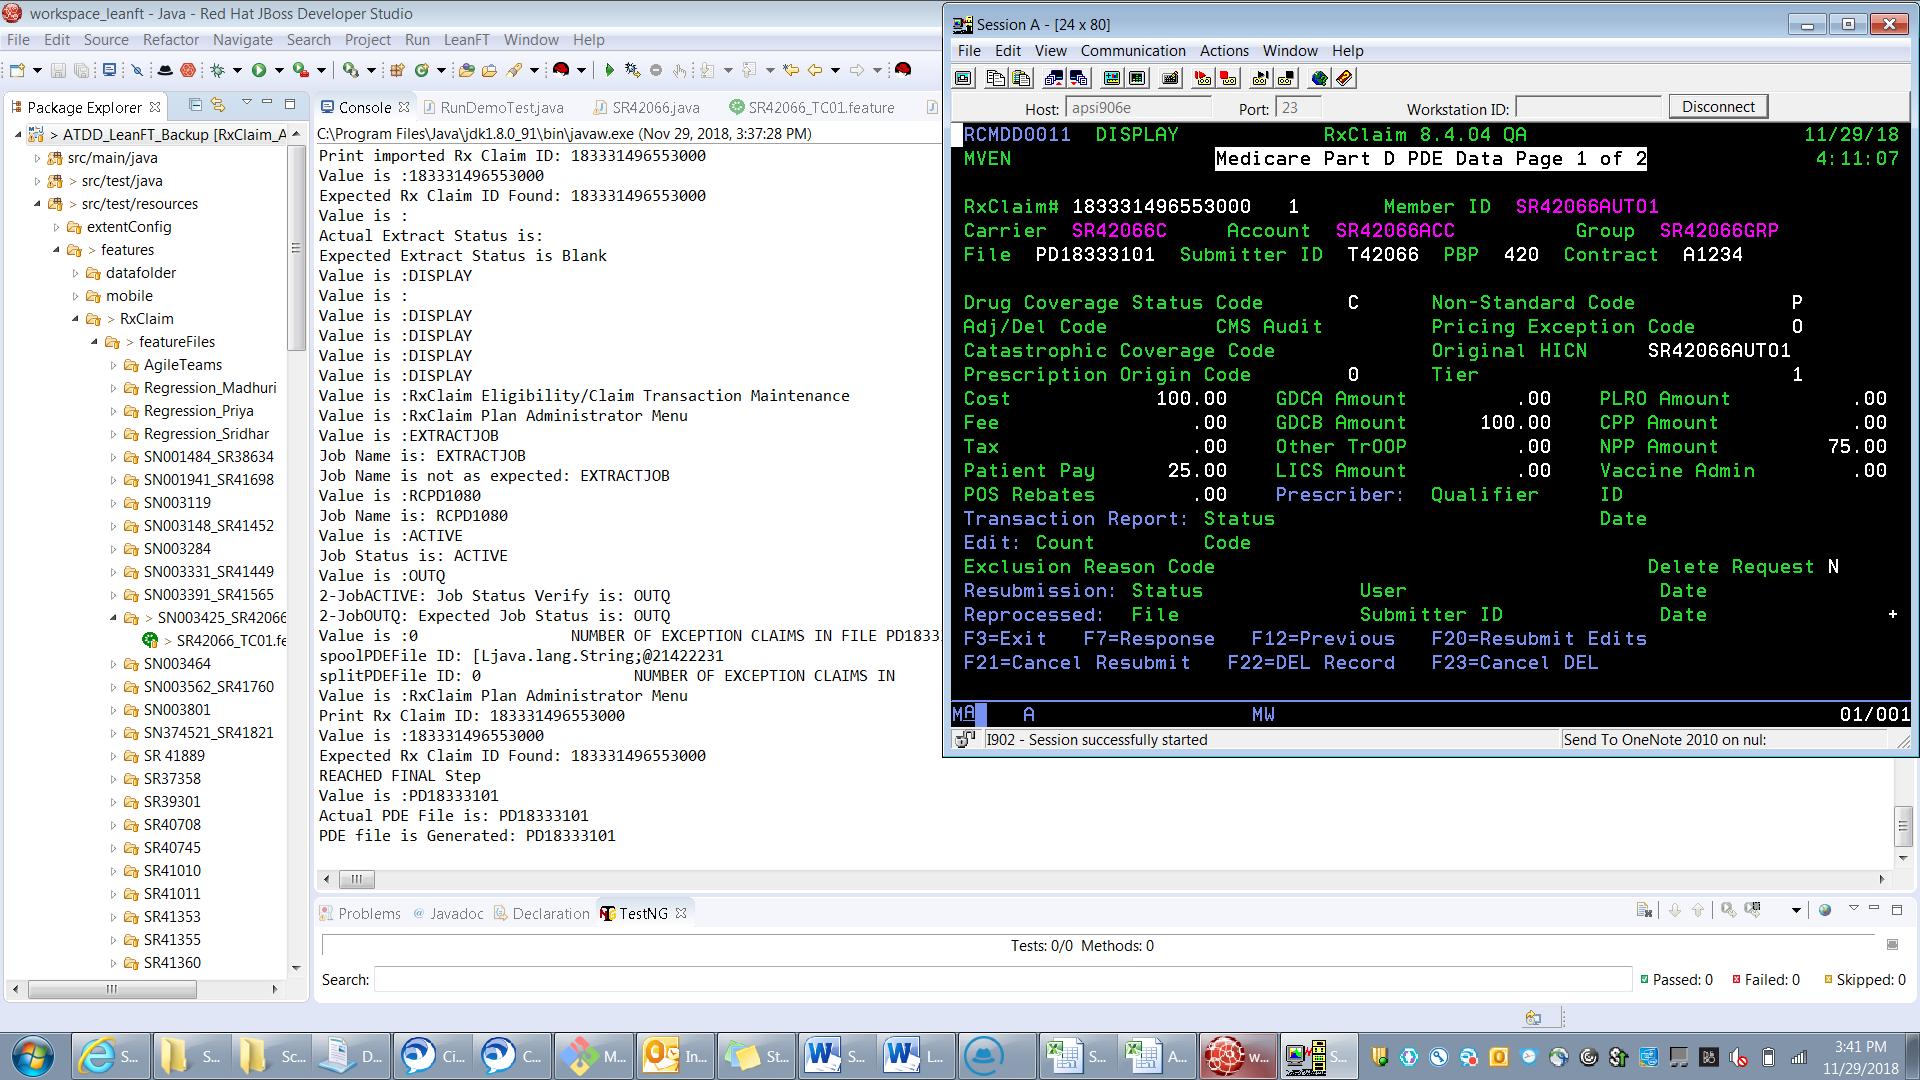 workspace_leanft - Java - Red Hat JBoss Developer Studio
File Edit Source Refactor Navigate Search Project Run LeanFT Window Help
Package Explorer
> ATDD_LeanFT_Backup [RxClaim_A
src/main/java
> src/test/java
> src/test/resources
extentConfig
> features
datafolder
mobile
> RxClaim
> featureFiles
AgileTeams
Regression_Madhuri
Regression_Priya
Regression_Sridhar
SN001484_SR38634
SN001941_SR41698
SN003119
SN003148_SR41452
SN003284
SN003331_SR41449
SN003391_SR41565
> SN003425_SR42066
> SR42066_TC01.fe
SN003464
SN003562_SR41760
SN003801
SN374521_SR41821
SR 41889
SR37358
SR39301
SR40708
SR40745
SR41010
SR41011
SR41353
SR41355
SR41360
Console RunDemoTest.java SR42066.java SR42066_TC01.feature
C:\Program Files\Java\jdk1.8.0_91\bin\javaw.exe (Nov 29, 2018, 3:37:28 PM)
Print imported Rx Claim ID: 183331496553000
Value is :183331496553000
Expected Rx Claim ID Found: 183331496553000
Value is :
Actual Extract Status is:
Expected Extract Status is Blank
Value is :DISPLAY
Value is :
Value is :DISPLAY
Value is :DISPLAY
Value is :DISPLAY
Value is :DISPLAY
Value is :RxClaim Eligibility/Claim Transaction Maintenance
Value is :RxClaim Plan Administrator Menu
Value is :EXTRACTJOB
Job Name is: EXTRACTJOB
Job Name is not as expected: EXTRACTJOB
Value is :RCPD1080
Job Name is: RCPD1080
Value is :ACTIVE
Job Status is: ACTIVE
Value is :OUTQ
2-JobACTIVE: Job Status Verify is: OUTQ
2-JobOUTQ: Expected Job Status is: OUTQ
Value is :0 NUMBER OF EXCEPTION CLAIMS IN FILE PD1833
spoolPDEFile ID: [Ljava.lang.String;@21422231
splitPDEFile ID: 0 NUMBER OF EXCEPTION CLAIMS IN
Value is :RxClaim Plan Administrator Menu
Print Rx Claim ID: 183331496553000
Value is :183331496553000
Expected Rx Claim ID Found: 183331496553000
REACHED FINAL Step
Value is :PD18333101
Actual PDE File is: PD18333101
PDE file is Generated: PD18333101
Problems @ Javadoc Declaration TestNG
Tests: 0/0 Methods: 0
Search: Passed: 0 Failed: 0 Skipped: 0
Session A - [24 x 80]
File Edit View Communication Actions Window Help
Host: apsi906e Port: 23 Workstation ID: Disconnect
RCMDD0011 DISPLAY RxClaim 8.4.04 QA 11/29/18
MVEN Medicare Part D PDE Data Page 1 of 2 4:11:07
RxClaim# 183331496553000 1 Member ID SR42066AUTO1
Carrier SR42066C Account SR42066ACC Group SR42066GRP
File PD18333101 Submitter ID T42066 PBP 420 Contract A1234
Drug Coverage Status Code C Non-Standard Code P
Adj/Del Code CMS Audit Pricing Exception Code O
Catastrophic Coverage Code Original HICN SR42066AUTO1
Prescription Origin Code 0 Tier 1
Cost 100.00 GDCA Amount .00 PLRO Amount .00
Fee .00 GDCB Amount 100.00 CPP Amount .00
Tax .00 Other TrOOP .00 NPP Amount 75.00
Patient Pay 25.00 LICS Amount .00 Vaccine Admin .00
POS Rebates .00 Prescriber: Qualifier ID
Transaction Report: Status Date
Edit: Count Code
Exclusion Reason Code Delete Request N
Resubmission: Status User Date
Reprocessed: File Submitter ID Date +
F3=Exit F7=Response F12=Previous F20=Resubmit Edits
F21=Cancel Resubmit F22=DEL Record F23=Cancel DEL
MA A MW 01/001
I902 - Session successfully started Send To OneNote 2010 on nul:
S... S... Sc... D... Ci... C... M... In... St... S... L... S... A... w... S...
3:41 PM
11/29/2018